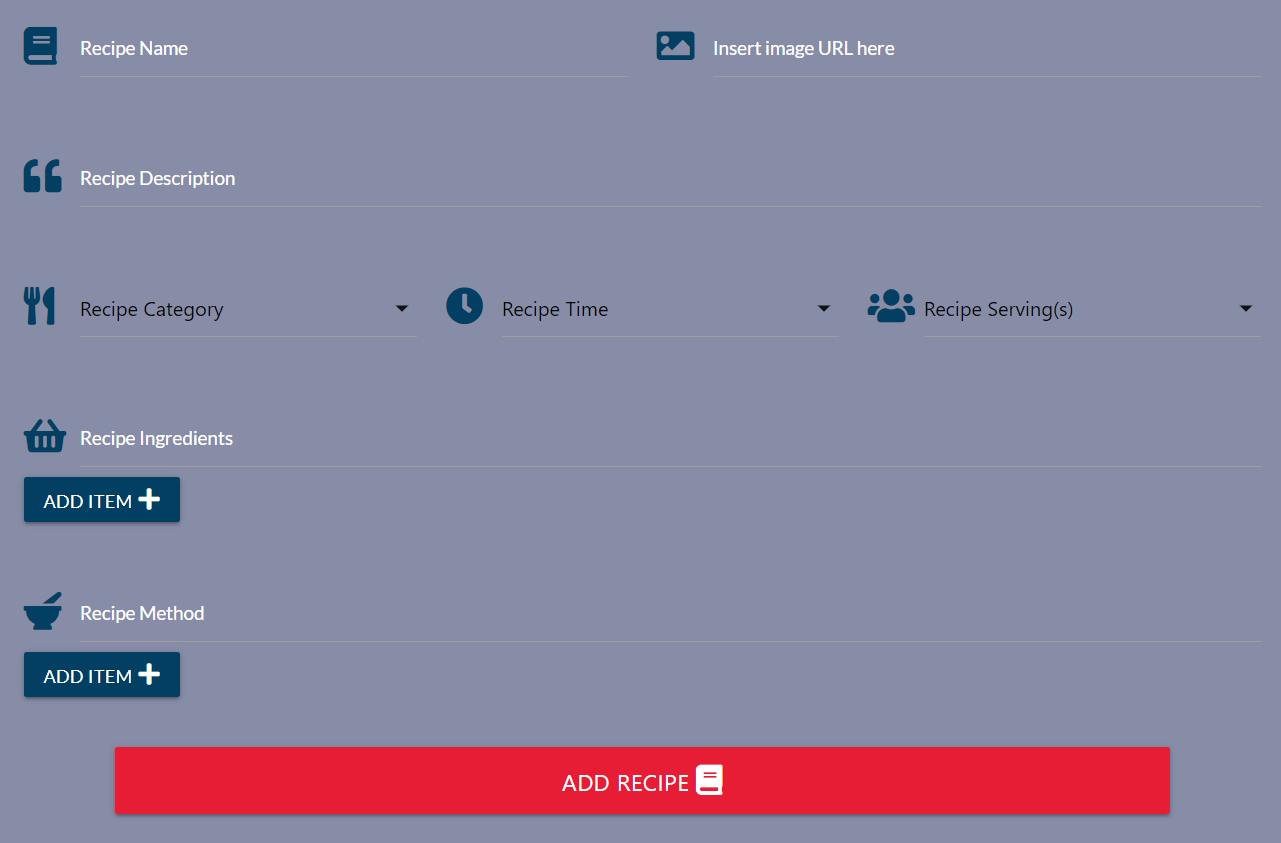 Recipe Name
Insert image URL here
Recipe Description
Recipe Category
Recipe Time
Recipe Serving(s)
Recipe Ingredients
ADD ITEM
Recipe Method
ADD ITEM
ADD RECIPE